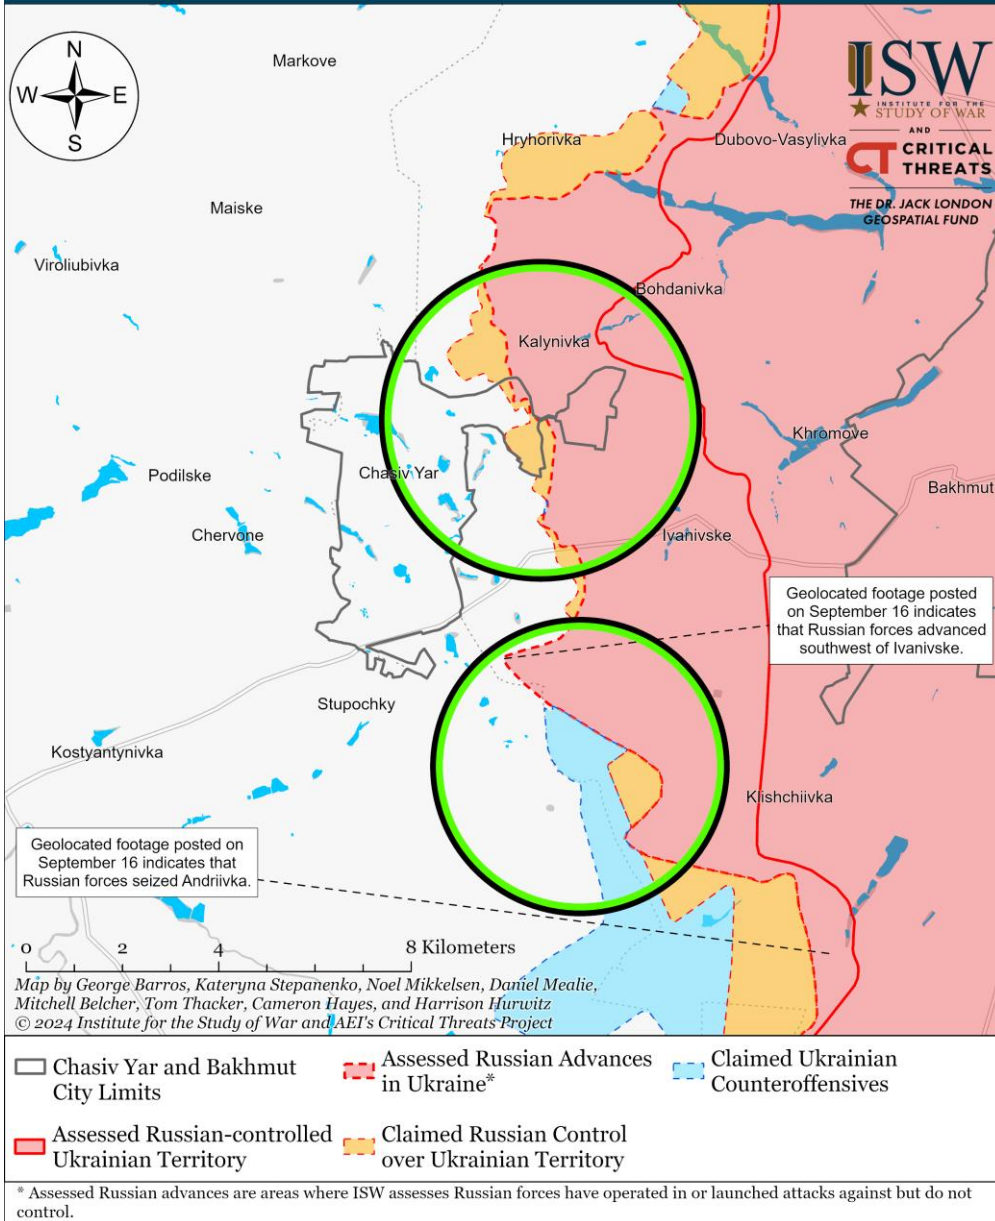 N
W
E
S
ISW
INSTITUTE FOR THE
STUDY OF WAR
AND
CT CRITICAL
THREATS
THE DR. JACK LONDON
GEOSPATIAL FUND
Markove
Hryhorivka
Dubovo-Vasylivka
Maiske
Viroliubivka
Bohdanivka
Kalynivka
Khromove
Podilske
Chasiv Yar
Bakhmut
Chervone
Ivanivske
Geolocated footage posted
on September 16 indicates
that Russian forces advanced
southwest of Ivanivske.
Stupochky
Kostyantynivka
Klishchiivka
Geolocated footage posted on
September 16 indicates that
Russian forces seized Andriivka.
0 2 4 8 Kilometers
Map by George Barros, Kateryna Stepanenko, Noel Mikkelsen, Daniel Mealie,
Mitchell Belcher, Tom Thacker, Cameron Hayes, and Harrison Hurwitz
© 2024 Institute for the Study of War and AEI's Critical Threats Project
Chasiv Yar and Bakhmut
City Limits
Assessed Russian Advances
in Ukraine*
Claimed Ukrainian
Counteroffensives
Assessed Russian-controlled
Ukrainian Territory
Claimed Russian Control
over Ukrainian Territory
* Assessed Russian advances are areas where ISW assesses Russian forces have operated in or launched attacks against but do not
control.